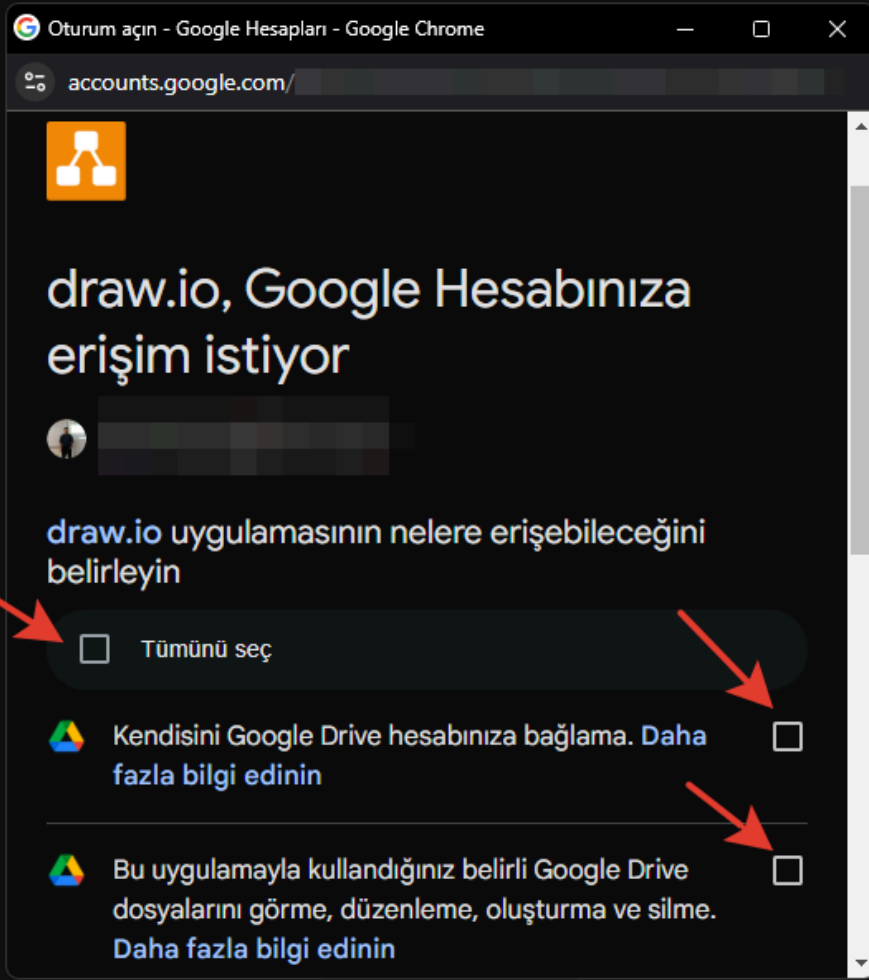 Oturum açın - Google Hesapları - Google Chrome
accounts.google.com/
draw.io, Google Hesabınıza
erişim istiyor
draw.io uygulamasının nelere erişebileceğini
belirleyin
Tümünü seç
Kendisini Google Drive hesabınıza bağlama. Daha
fazla bilgi edinin
Bu uygulamayla kullandığınız belirli Google Drive
dosyalarını görme, düzenleme, oluşturma ve silme.
Daha fazla bilgi edinin